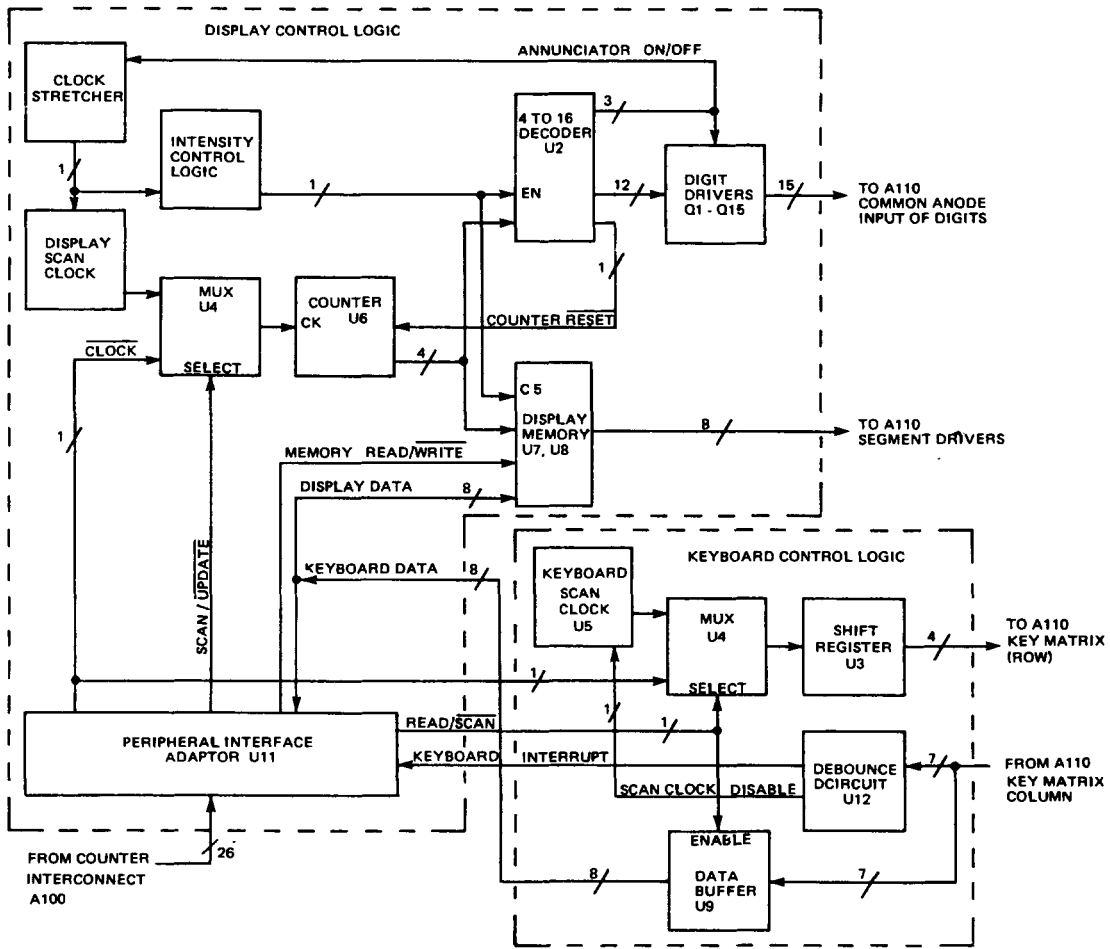 DISPLAY CONTROL LOGIC
ANNUNCIATOR ON/OFF
CLOCK
STRETCHER
3
4 TO 16
DECODER
U2
1
INTENSITY
CONTROL
LOGIC
1
EN
12
DIGIT
DRIVERS
Q1 - Q15
15
TO A110
COMMON ANODE
INPUT OF DIGITS
DISPLAY
SCAN
CLOCK
MUX
U4
SELECT
COUNTER
U6
CK
1
COUNTER RESET
CLOCK
4
1
C 5
DISPLAY
MEMORY
U7, U8
8
TO A110
SEGMENT DRIVERS
MEMORY READ/WRITE
DISPLAY DATA
8
SCAN / UPDATE
KEYBOARD DATA
8
KEYBOARD CONTROL LOGIC
KEYBOARD
SCAN
CLOCK
U5
MUX
U4
SELECT
SHIFT
REGISTER
U3
4
TO A110
KEY MATRIX
(ROW)
1
1
READ/SCAN
1
PERIPHERAL INTERFACE
ADAPTOR U11
KEYBOARD INTERRUPT
SCAN CLOCK DISABLE
DEBOUNCE
DCIRCUIT
U12
7
FROM A110
KEY MATRIX
COLUMN
ENABLE
DATA
BUFFER
U9
8
7
FROM COUNTER
INTERCONNECT
A100
26